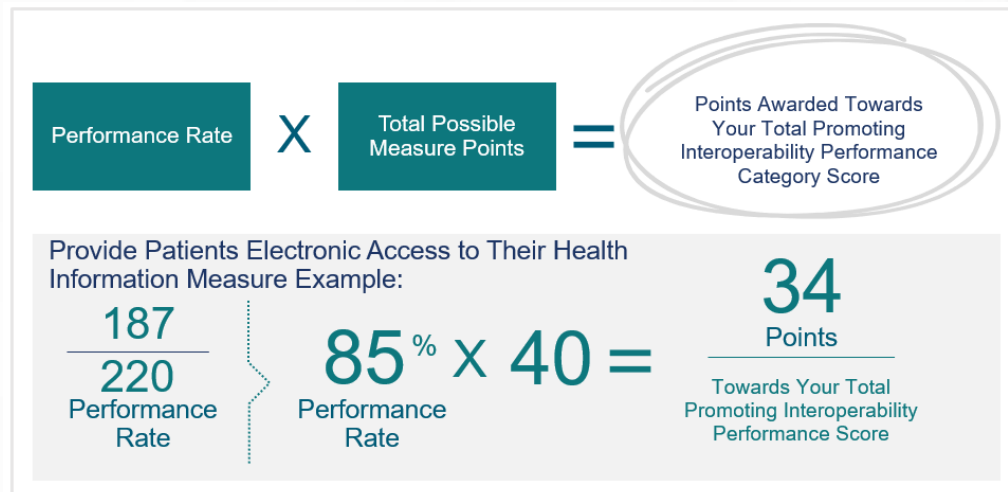 Performance Rate
X
Total Possible
Measure Points
=
Points Awarded Towards
Your Total Promoting
Interoperability Performance
Category Score
Provide Patients Electronic Access to Their Health
Information Measure Example:
187
220
Performance
Rate
85 % X 40 =
Performance
Rate
34
Points
Towards Your Total
Promoting Interoperability
Performance Score